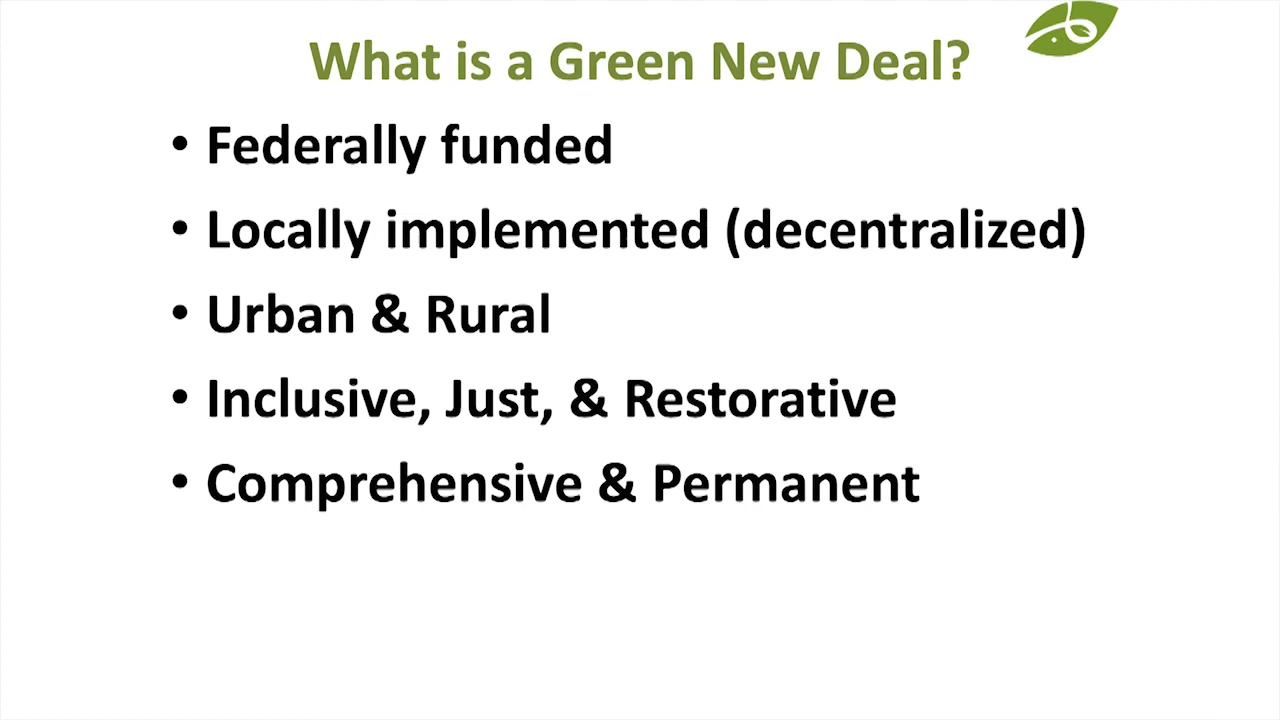 What is a Green New Deal?
• Federally funded
• Locally implemented (decentralized)
• Urban & Rural
• Inclusive, Just, & Restorative
• Comprehensive & Permanent